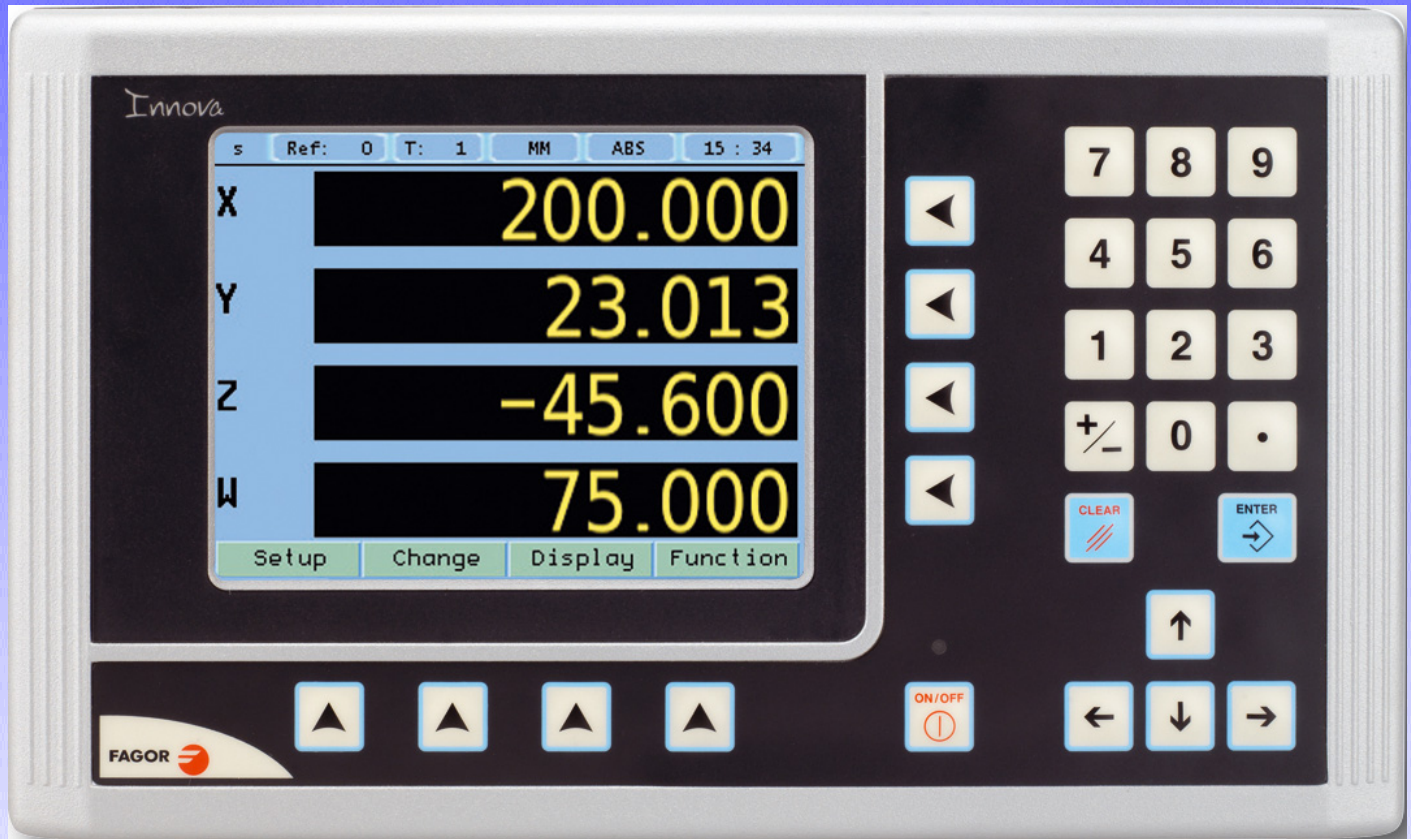 Innova
s Ref: 0 T: 1 MM ABS 15 : 34
X 200.000
Y 23.013
Z -45.600
W 75.000
Setup Change Display Function
7 8 9
4 5 6
1 2 3
+/- 0 .
CLEAR ENTER
ON/OFF
FAGOR